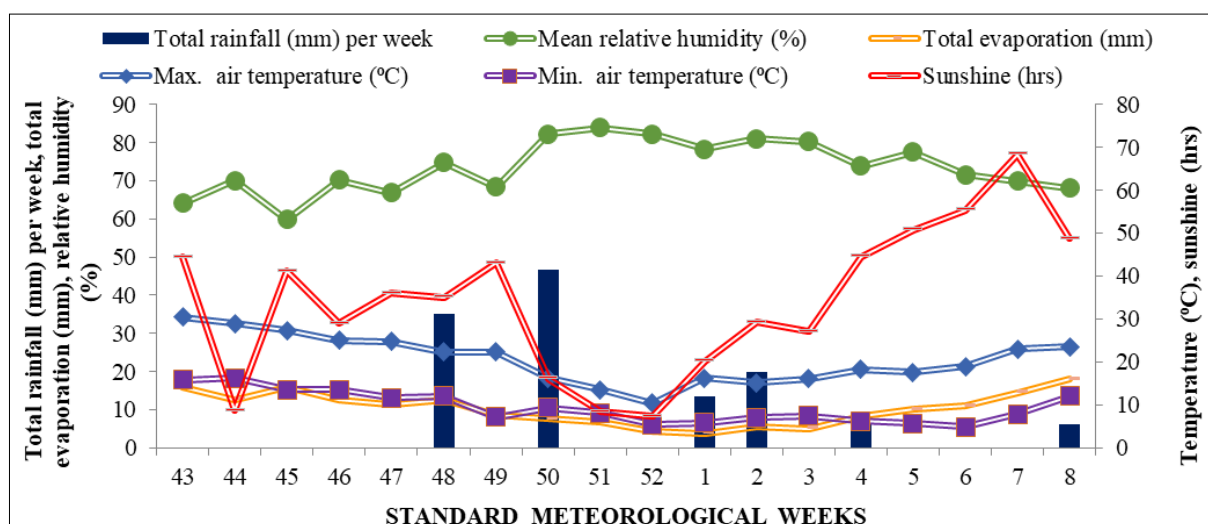 Total rainfall (mm) per week Mean relative humidity (%) Total evaporation (mm)
Max. air temperature (ºC) Min. air temperature (ºC) Sunshine (hrs)
Total rainfall (mm) per week, total
evaporation (mm), relative humidity
(%)
90
80
70
60
50
40
30
20
10
0
80
70
60
50
40
30
20
10
0
Temperature (ºC), sunshine (hrs)
43 44 45 46 47 48 49 50 51 52 1 2 3 4 5 6 7 8
STANDARD METEOROLOGICAL WEEKS